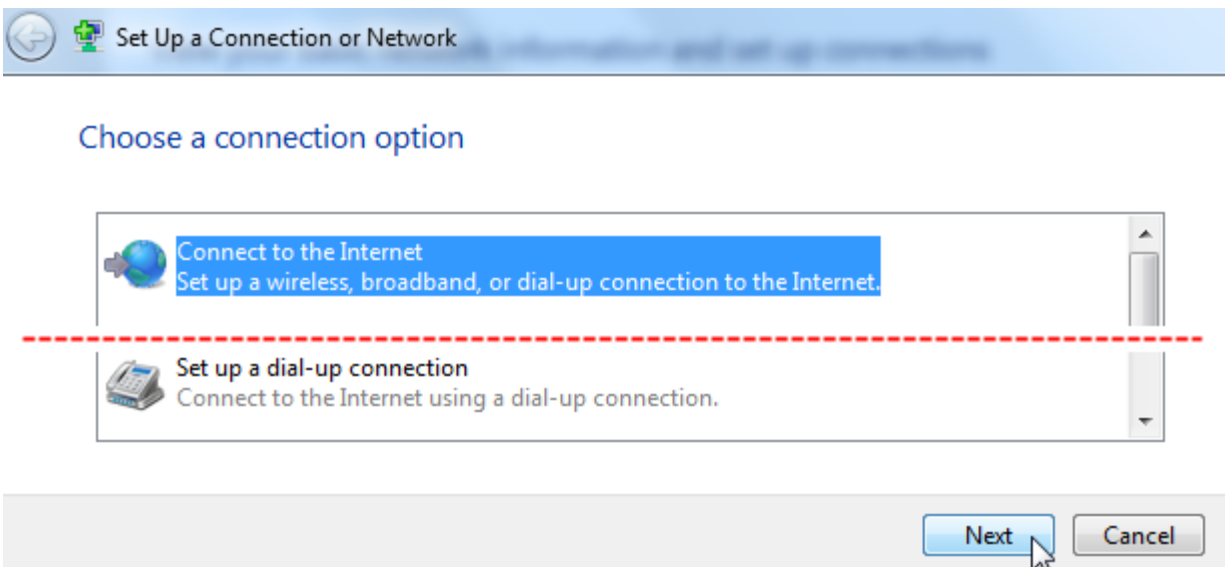 Set Up a Connection or Network
Choose a connection option
Connect to the Internet
Set up a wireless, broadband, or dial-up connection to the Internet.
Set up a dial-up connection
Connect to the Internet using a dial-up connection.
Next
Cancel